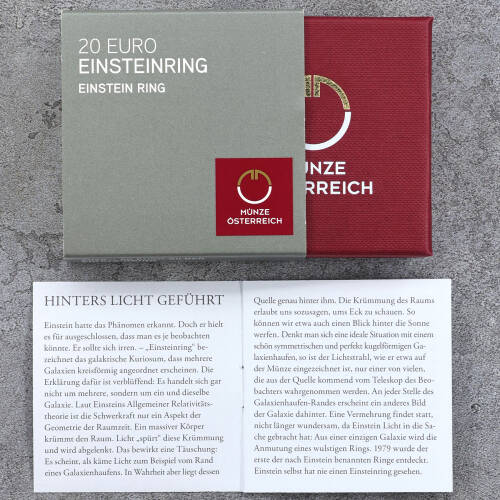 20 EURO
EINSTEINRING
EINSTEIN RING
MÜNZE
ÖSTERREICH
MÜNZE
ÖSTERREICH
HINTERS LICHT GEFÜHRT
Einstein hatte das Phänomen erkannt. Doch er hielt
es für ausgeschlossen, dass man es je beobachten
könnte. Er sollte sich irren. – „Einsteinring" be-
zeichnet das galaktische Kuriosum, dass mehrere
Galaxien kreisförmig angeordnet erscheinen. Die
Erklärung dafür ist verblüffend: Es handelt sich gar
nicht um mehrere, sondern um ein und dieselbe
Galaxie. Laut Einsteins Allgemeiner Relativitäts-
theorie ist die Schwerkraft nur ein Aspekt der
Geometrie der Raumzeit. Ein massiver Körper
krümmt den Raum. Licht „spürt" diese Krümmung
und wird abgelenkt. Das bewirkt eine Täuschung:
Es scheint, als käme Licht zum Beispiel vom Rand
eines Galaxienhaufens. In Wahrheit aber liegt dessen
Quelle genau hinter ihm. Die Krümmung des Raums
erlaubt uns sozusagen, ums Eck zu schauen. So
können wir etwa auch einen Blick hinter die Sonne
werfen. Denkt man sich eine ideale Situation mit einem
schön symmetrischen und perfekt kugelförmigen Ga-
laxienhaufen, so ist der Lichtstrahl, wie er etwa auf
der Münze eingezeichnet ist, nur einer von vielen,
die aus der Quelle kommend vom Teleskop des Beo-
bachters wahrgenommen werden. An jeder Stelle des
Galaxienhaufen-Randes erscheint ein anderes Bild
der Galaxie dahinter. Eine Vermehrung findet statt,
nicht länger wundersam, da Einstein Licht in die Sa-
che gebracht hat: Aus einer einzigen Galaxie wird die
Anmutung eines wulstigen Rings. 1979 wurde der
erste der nach Einstein benannten Ringe entdeckt.
Einstein selbst hat nie einen Einsteinring gesehen.